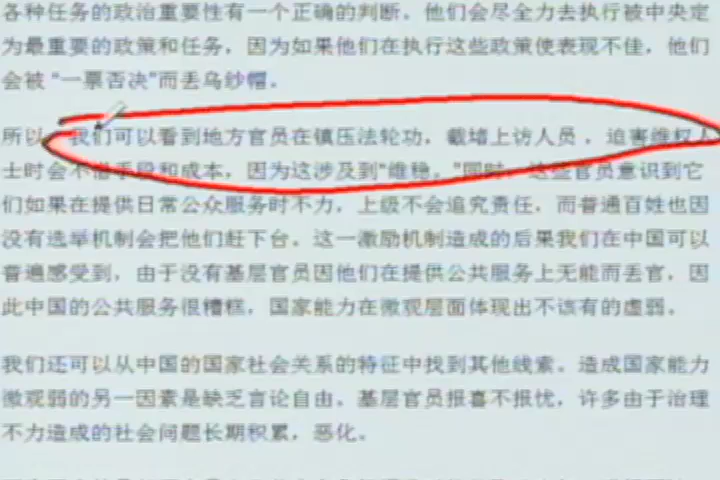 各种任务的政治重要性有一个正确的判断，他们会尽全力去执行被中央定
为最重要的政策和任务，因为如果他们在执行这些政策使表现不佳，他们
会被“一票否决”而丢乌纱帽。
所以，我们可以看到地方官员在镇压法轮功，截堵上访人员，迫害维权人
士时会不惜手段和成本，因为这涉及到“维稳。”同时，这些官员意识到它
们如果在提供日常公众服务时不力，上级不会追究责任，而普通百姓也因
没有选举机制会把他们赶下台。这一激励机制造成的后果我们在中国可以
普遍感受到，由于没有基层官员因他们在提供公共服务上无能而丢官，因
此中国的公共服务很糟糕，国家能力在微观层面体现出不该有的虚弱。
我们还可以从中国的国家社会关系的特征中找到其他线索。造成国家能力
微观弱的另一因素是缺乏言论自由，基层官员报喜不报忧，许多由于治理
不力造成的社会问题长期积累，恶化。